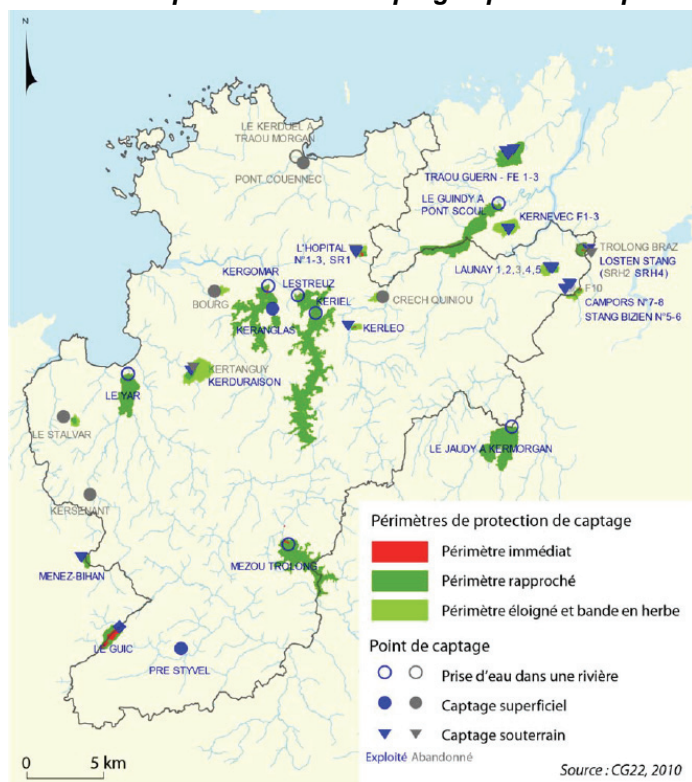 N
LE KERDUEL A
TRAOU MORGAN
PONT COUENNEC
TRAOU GUERN - FE 1-3
LE GUINDY A
PONT SCOUL
KERNEVEC F1-3
L'HOPITAL
N°1-3, SR1
TROLONG BRAZ
LOSTEN STANG
(SRH2 SRH4)
LAUNAY 1,2,3,4,5
F10
CAMPORS N°7-8
STANG BIZIEN N°5-6
KERGOMAR
LESTREUZ
KERIEL
BOURG
KERANGLAS
CRECH QUINIOU
KERLEO
KERTANGUY
KERDURAISON
LE YAR
LE STALVAR
LE JAUDY A KERMORGAN
KERSENANT
MENEZ-BIHAN
MEZOU TROLONG
LE GUIC
PRE STYVEL
Périmètres de protection de captage
Périmètre immédiat
Périmètre rapproché
Périmètre éloigné et bande en herbe
Point de captage
Prise d'eau dans une rivière
Captage superficiel
Captage souterrain
Exploité Abandonné
0 5 km
Source : CG22, 2010